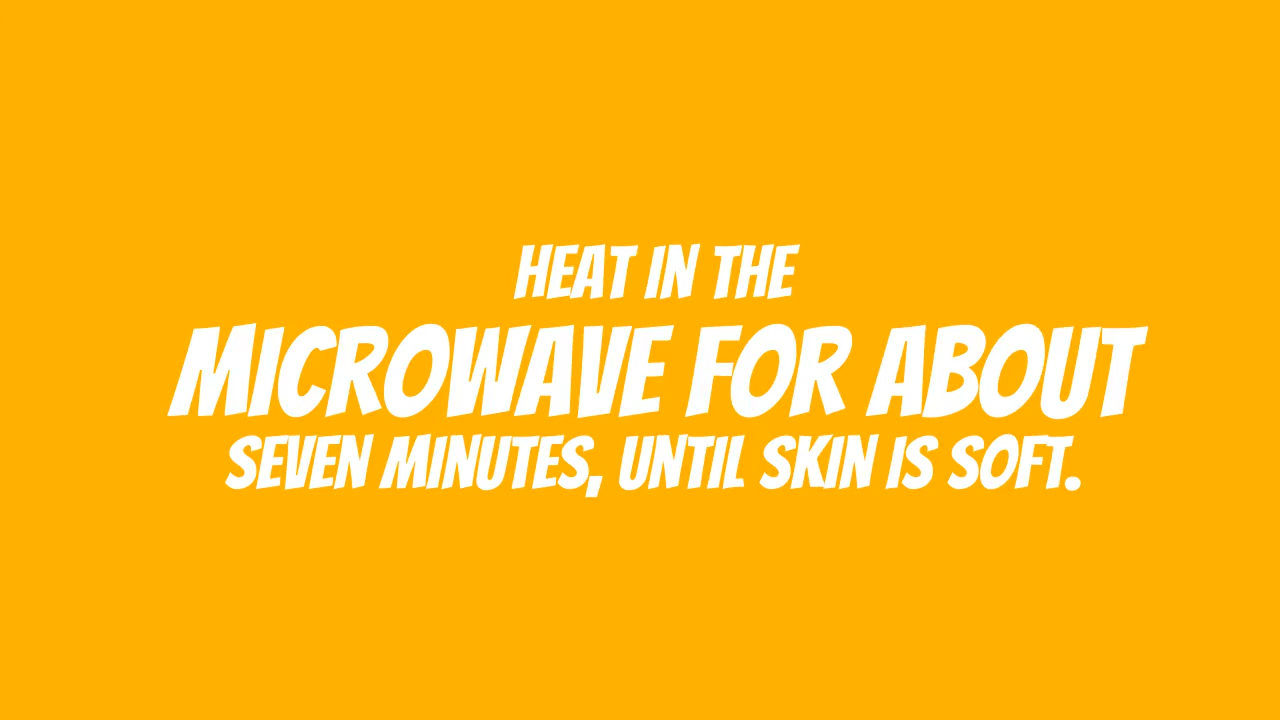 HEAT IN THE
MICROWAVE FOR ABOUT
SEVEN MINUTES, UNTIL SKIN IS SOFT.